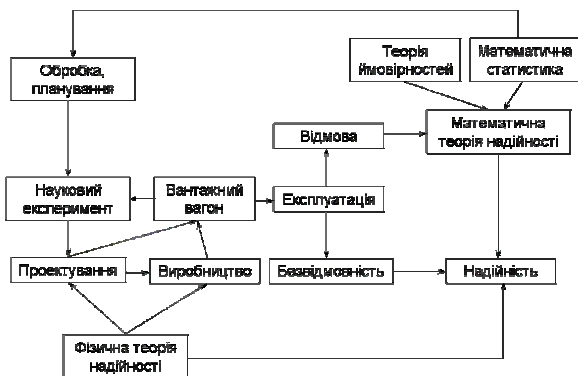 Теорія
ймовірностей
Математична
статистика
Обробка,
планування
Відмова
Математична
теорія надійності
Науковий
експеримент
Вантажний
вагон
Експлуатація
Проектування
Виробництво
Безвідмовність
Надійність
Фізична теорія
надійності